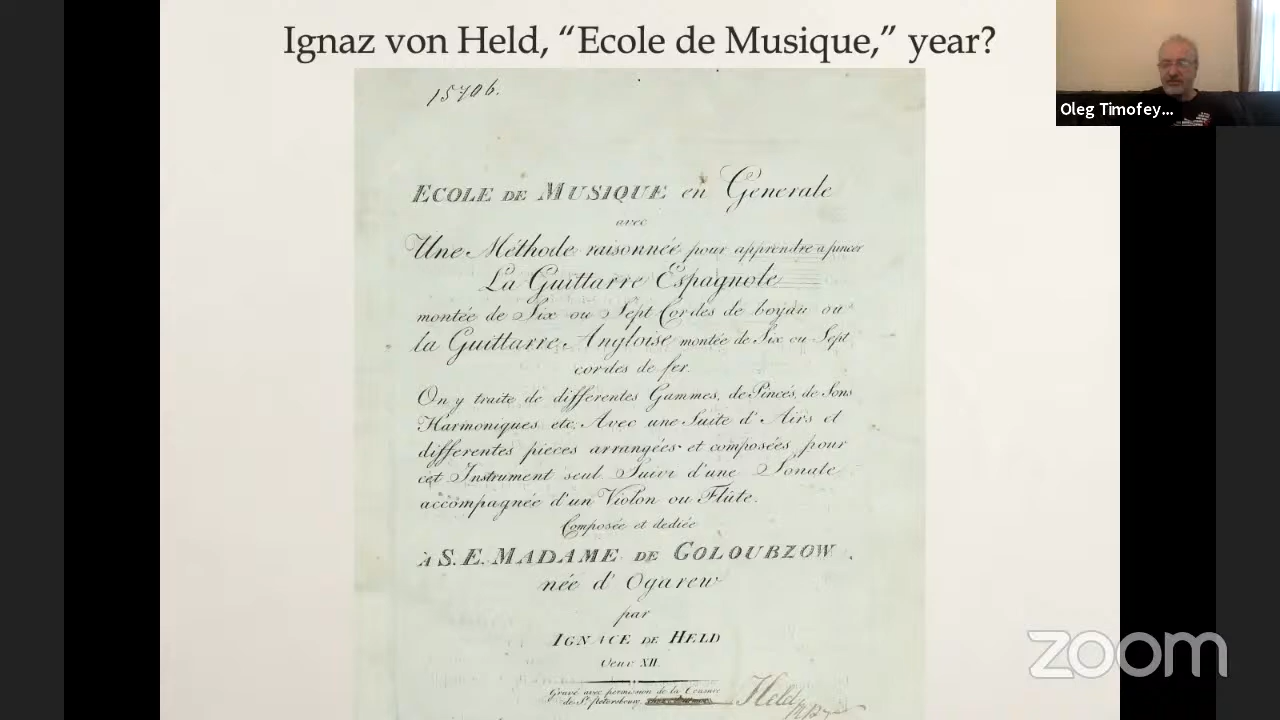 Ignaz von Held, “Ecole de Musique,” year?
Oleg Timofey...
15706.
ECOLE DE MUSIQUE en Generale
avec
Une Méthode raisonnée pour apprendre a pincer
La Guittarre Espagnole
montée de Six ou Sept Cordes de boyau ou
la Guittarre Angloise montée de Six ou Sept
cordes de fer.
On y traite de differentes Gammes, de Pincés, de Sons
Harmoniques etc. Avec une Suite d' Airs et
differentes pieces arrangées et composées pour
cet Instrument seul Suivi d'une Sonate
accompagnée d'un Violon ou Flûte.
Composée et dediée
À S. E. MADAME DE GOLOUBZOW
née d' Ogarew
par
IGNACE DE HELD
Oeuv XII.
Gravé avec permission de la Censure
de St. Petersbourg.
Held
zoom